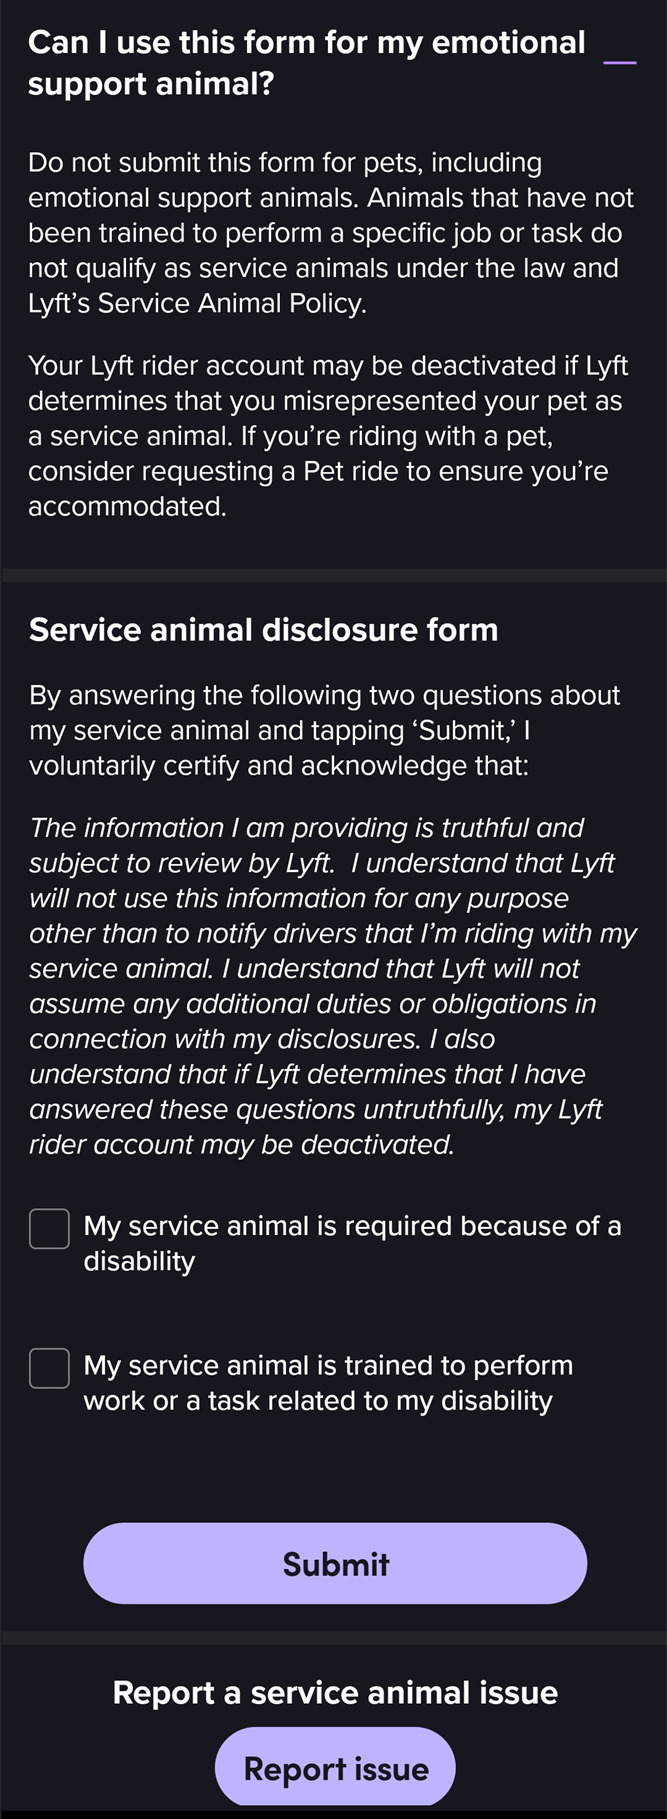 Can I use this form for my emotional
support animal?
Do not submit this form for pets, including
emotional support animals. Animals that have not
been trained to perform a specific job or task do
not qualify as service animals under the law and
Lyft’s Service Animal Policy.
Your Lyft rider account may be deactivated if Lyft
determines that you misrepresented your pet as
a service animal. If you’re riding with a pet,
consider requesting a Pet ride to ensure you’re
accommodated.
Service animal disclosure form
By answering the following two questions about
my service animal and tapping ‘Submit,’ I
voluntarily certify and acknowledge that:
The information I am providing is truthful and
subject to review by Lyft.  I understand that Lyft
will not use this information for any purpose
other than to notify drivers that I’m riding with my
service animal. I understand that Lyft will not
assume any additional duties or obligations in
connection with my disclosures. I also
understand that if Lyft determines that I have
answered these questions untruthfully, my Lyft
rider account may be deactivated.
My service animal is required because of a
disability
My service animal is trained to perform
work or a task related to my disability
Submit
Report a service animal issue
Report issue